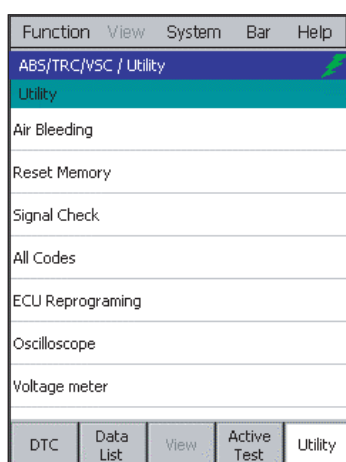 Function View System Bar Help
ABS/TRC/VSC / Utility
Utility
Air Bleeding
Reset Memory
Signal Check
All Codes
ECU Reprograming
Oscilloscope
Voltage meter
DTC Data List View Active Test Utility